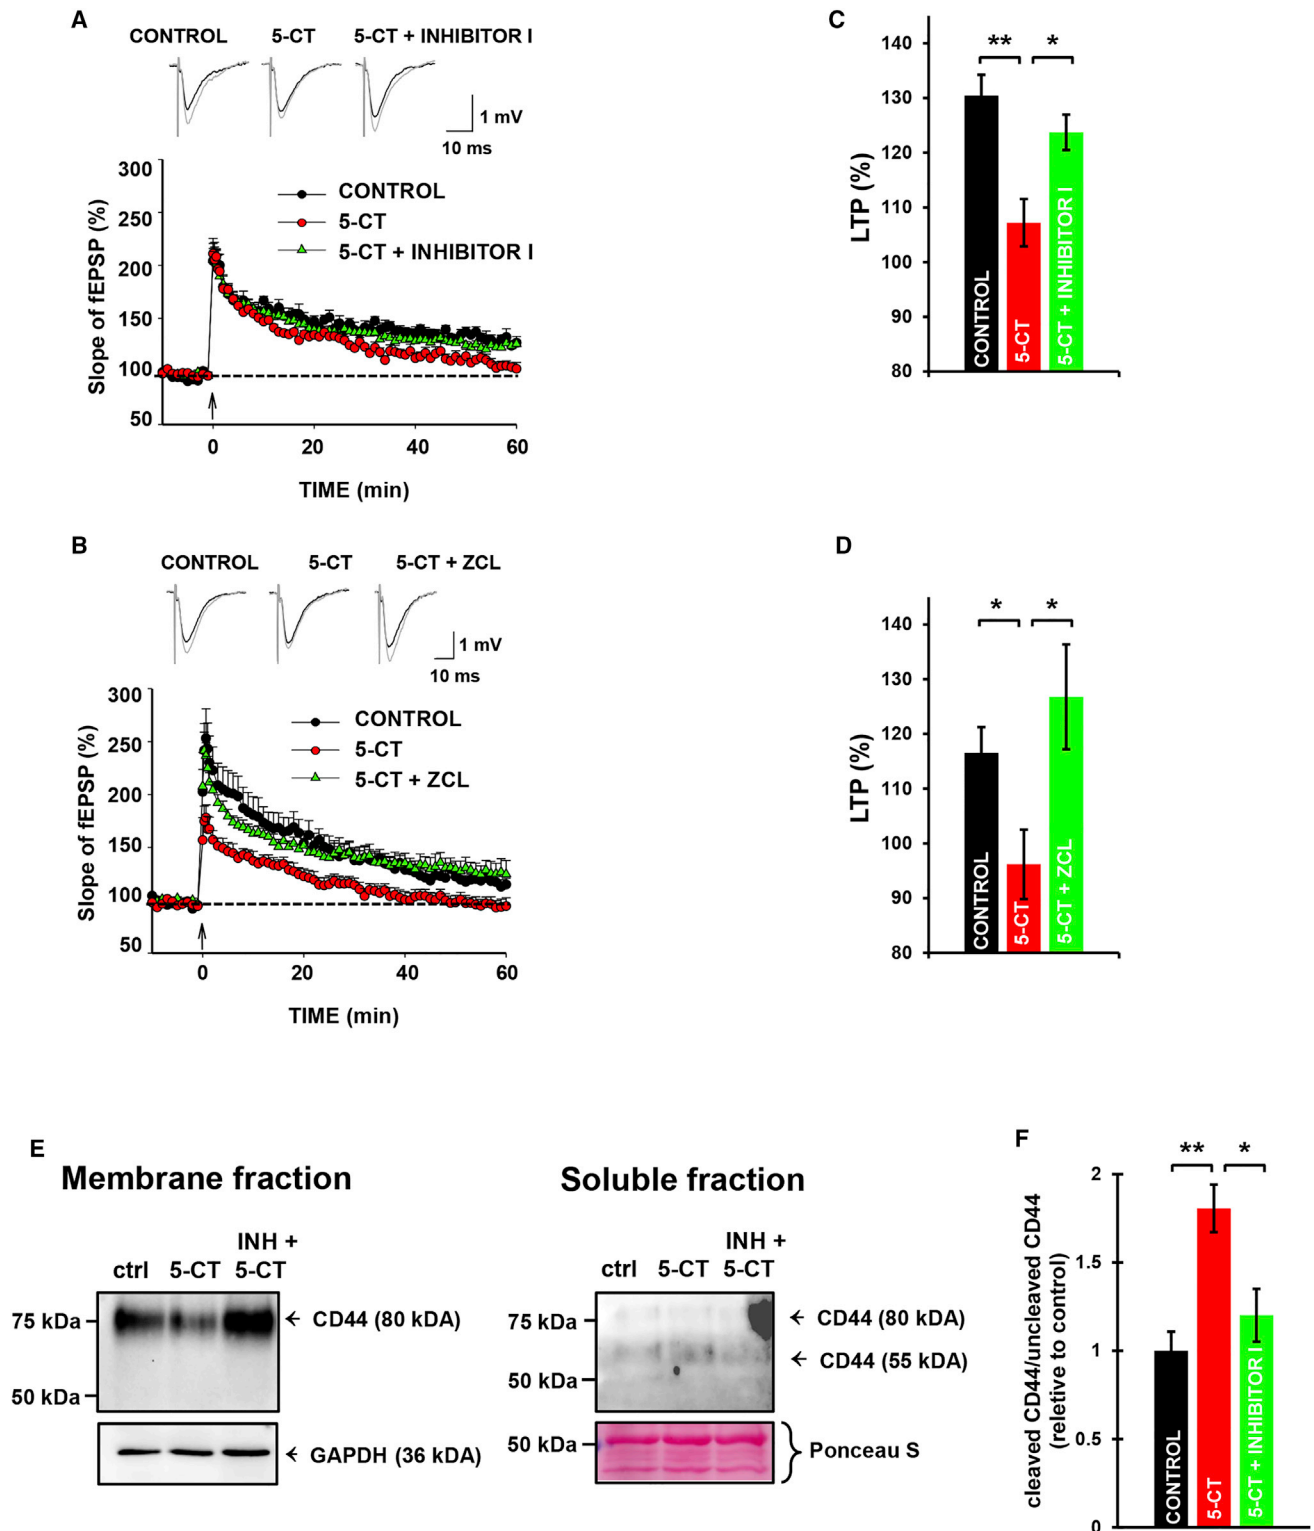 A
CONTROL 5-CT 5-CT + INHIBITOR I
1 mV
10 ms
300
250
200
150
100
50
Slope of fEPSP (%)
CONTROL
5-CT
5-CT + INHIBITOR I
0 20 40 60
TIME (min)
C
140
130
120
110
100
90
80
LTP (%)
** *
CONTROL
5-CT
5-CT + INHIBITOR I
B
CONTROL 5-CT 5-CT + ZCL
1 mV
10 ms
300
250
200
150
100
50
Slope of fEPSP (%)
CONTROL
5-CT
5-CT + ZCL
0 20 40 60
TIME (min)
D
140
130
120
110
100
90
80
LTP (%)
* *
CONTROL
5-CT
5-CT + ZCL
E
Membrane fraction
INH +
ctrl 5-CT 5-CT
75 kDa
CD44 (80 kDA)
50 kDa
GAPDH (36 kDA)
Soluble fraction
INH +
ctrl 5-CT 5-CT
75 kDa
CD44 (80 kDA)
CD44 (55 kDA)
50 kDa
50 kDa
Ponceau S
F
2
1.5
1
0.5
0
cleaved CD44/uncleaved CD44
(reletive to control)
** *
CONTROL
5-CT
5-CT + INHIBITOR I